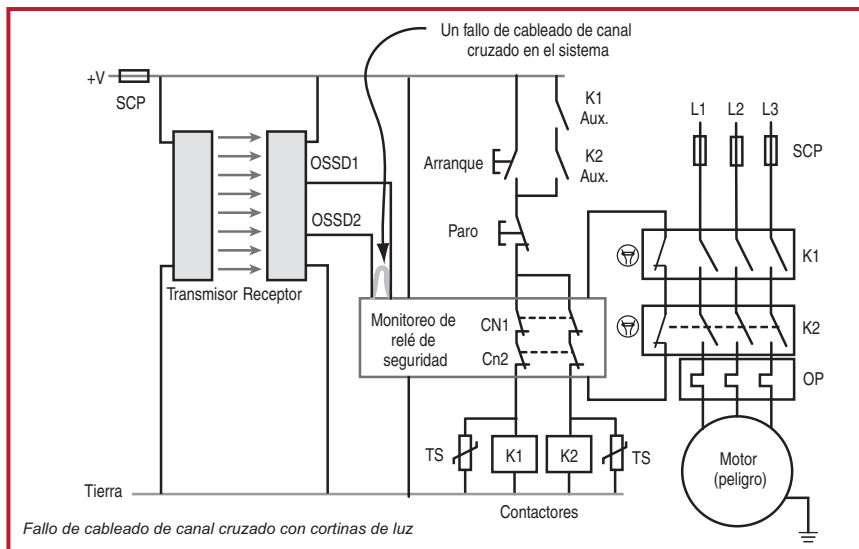 Un fallo de cableado de canal
cruzado en el sistema
+V
SCP
K1
Aux.
L1 L2 L3
SCP
OSSD1
Arranque
K2
Aux.
OSSD2
Paro
K1
Transmisor Receptor
Monitoreo de
relé de
seguridad
CN1
Cn2
K2
OP
TS
K1
K2
TS
Motor
(peligro)
Tierra
Contactores
Fallo de cableado de canal cruzado con cortinas de luz